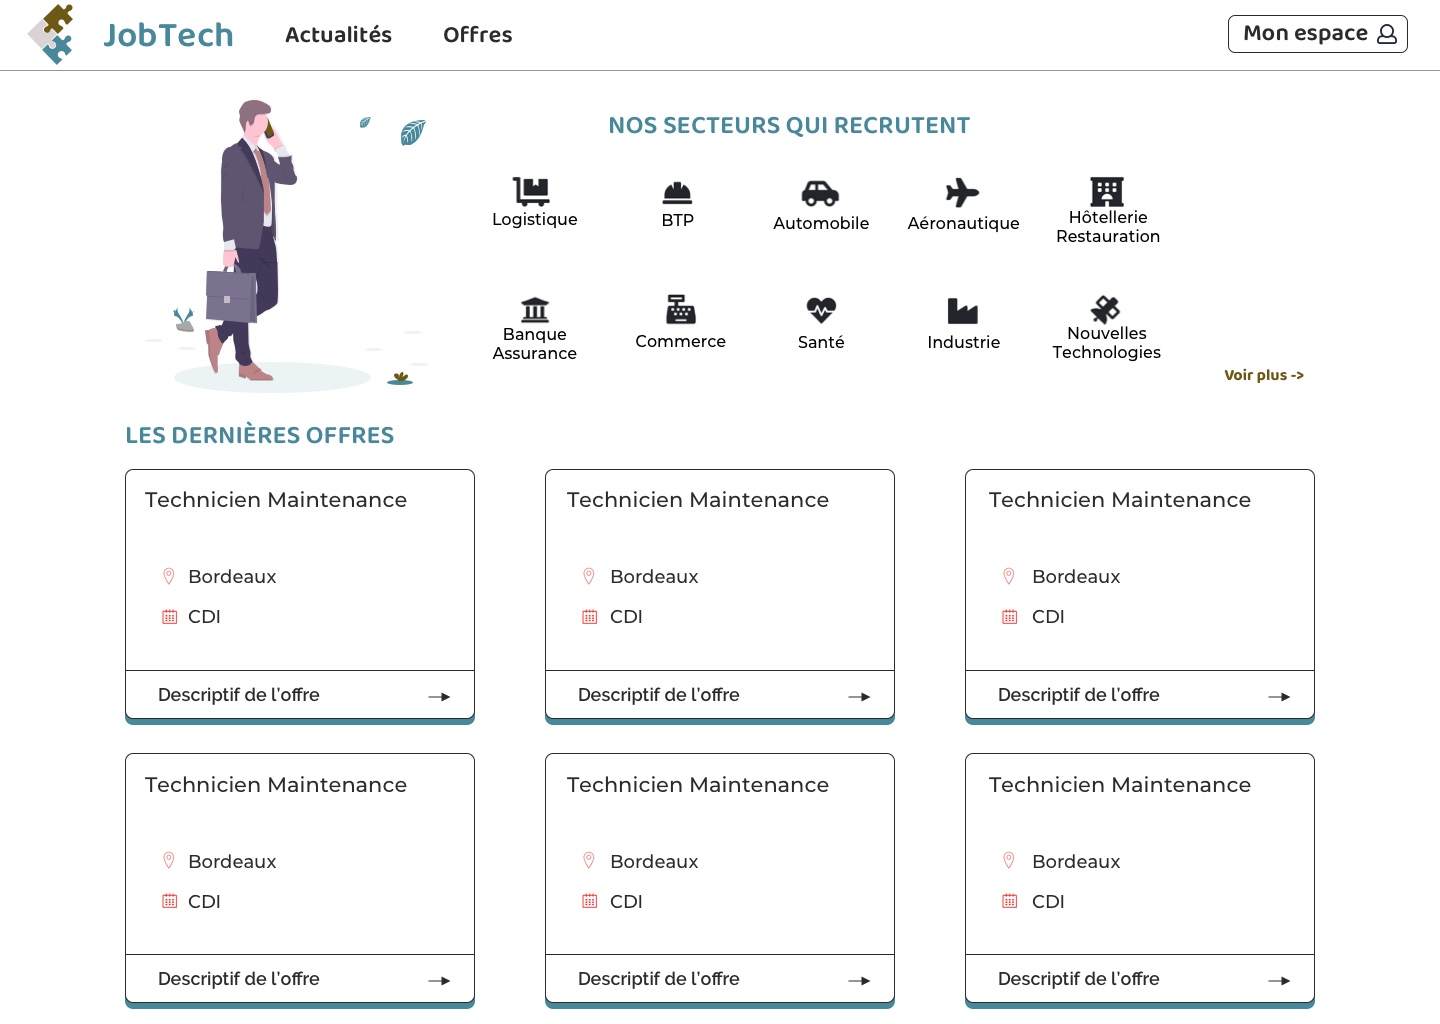 JobTech
Actualités
Offres
Mon espace
NOS SECTEURS QUI RECRUTENT
Logistique
BTP
Automobile
Aéronautique
Hôtellerie
Restauration
Banque
Assurance
Commerce
Santé
Industrie
Nouvelles
Technologies
Voir plus ->
LES DERNIÈRES OFFRES
Technicien Maintenance
Bordeaux
CDI
Descriptif de l'offre
Technicien Maintenance
Bordeaux
CDI
Descriptif de l'offre
Technicien Maintenance
Bordeaux
CDI
Descriptif de l'offre
Technicien Maintenance
Bordeaux
CDI
Descriptif de l'offre
Technicien Maintenance
Bordeaux
CDI
Descriptif de l'offre
Technicien Maintenance
Bordeaux
CDI
Descriptif de l'offre